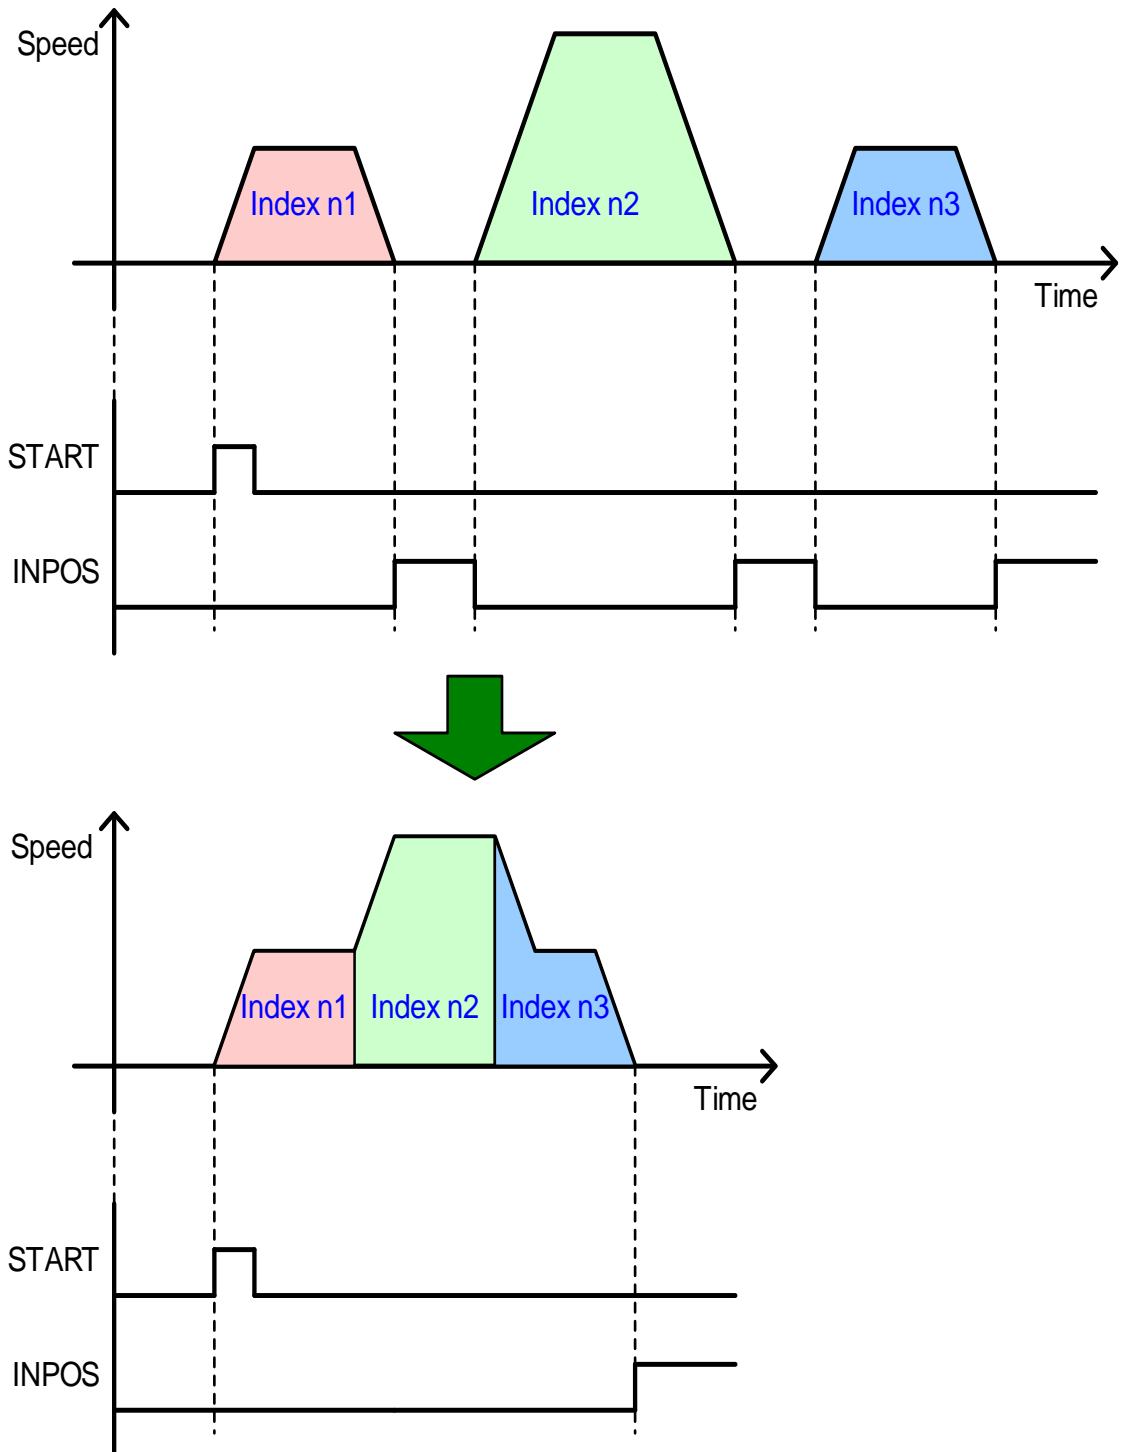 Speed
Index n1
Index n2
Index n3
Time
START
INPOS
Speed
Index n1
Index n2
Index n3
Time
START
INPOS